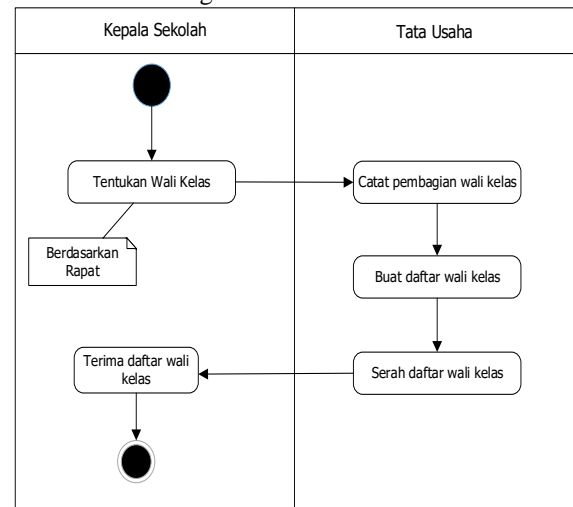 Kepala Sekolah
Tata Usaha
Tentukan Wali Kelas
Catat pembagian wali kelas
Berdasarkan
Rapat
Buat daftar wali kelas
Terima daftar wali
kelas
Serah daftar wali kelas